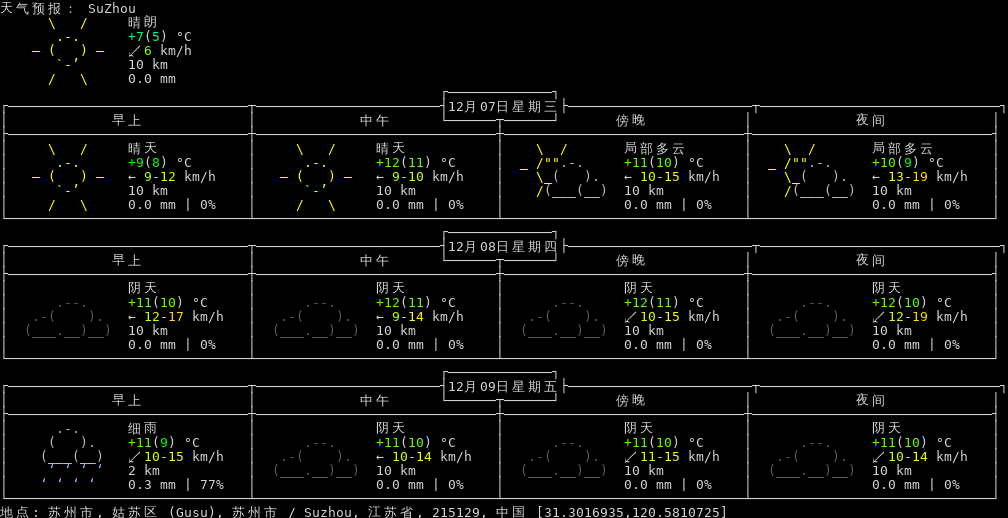 天气预报: SuZhou
晴朗
+7(5) °C
↙6 km/h
10 km
0.0 mm
12月07日星期三
早上 中午 傍晚 夜间
晴天 晴天 局部多云 局部多云
+9(8) °C +12(11) °C +11(10) °C +10(9) °C
← 9-12 km/h ← 9-10 km/h ← 10-15 km/h ← 13-19 km/h
10 km 10 km 10 km 10 km
0.0 mm | 0% 0.0 mm | 0% 0.0 mm | 0% 0.0 mm | 0%
12月08日星期四
早上 中午 傍晚 夜间
阴天 阴天 阴天 阴天
+11(10) °C +12(11) °C +12(11) °C +12(10) °C
← 12-17 km/h ← 9-14 km/h ↙10-15 km/h ↙12-19 km/h
10 km 10 km 10 km 10 km
0.0 mm | 0% 0.0 mm | 0% 0.0 mm | 0% 0.0 mm | 0%
12月09日星期五
早上 中午 傍晚 夜间
细雨 阴天 阴天 阴天
+11(9) °C +11(10) °C +11(10) °C +11(10) °C
↙10-15 km/h ← 10-14 km/h ↙11-15 km/h ↙10-14 km/h
2 km 10 km 10 km 10 km
0.3 mm | 77% 0.0 mm | 0% 0.0 mm | 0% 0.0 mm | 0%
地点: 苏州市, 姑苏区 (Gusu), 苏州市 / Suzhou, 江苏省, 215129, 中国 [31.3016935,120.5810725]